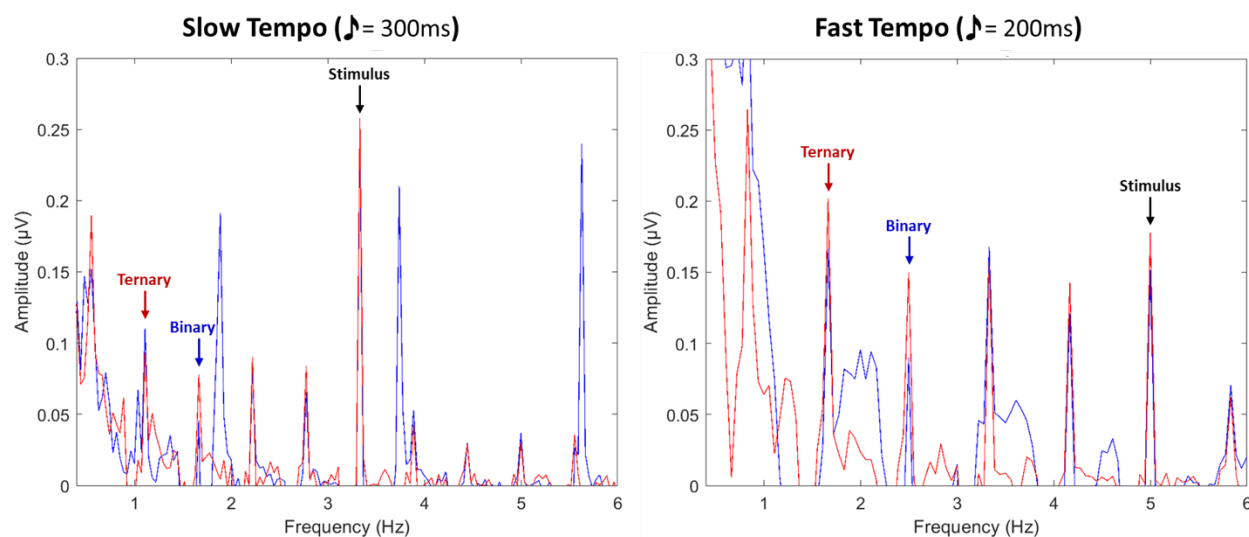 Slow Tempo (♪= 300ms)
0.3
0.25
0.2
0.15
0.1
0.05
0
Amplitude (µV)
Stimulus
Ternary
Binary
1 2 3 4 5 6
Frequency (Hz)
Fast Tempo (♪= 200ms)
0.3
0.25
0.2
0.15
0.1
0.05
0
Amplitude (µV)
Ternary
Binary
Stimulus
1 2 3 4 5 6
Frequency (Hz)